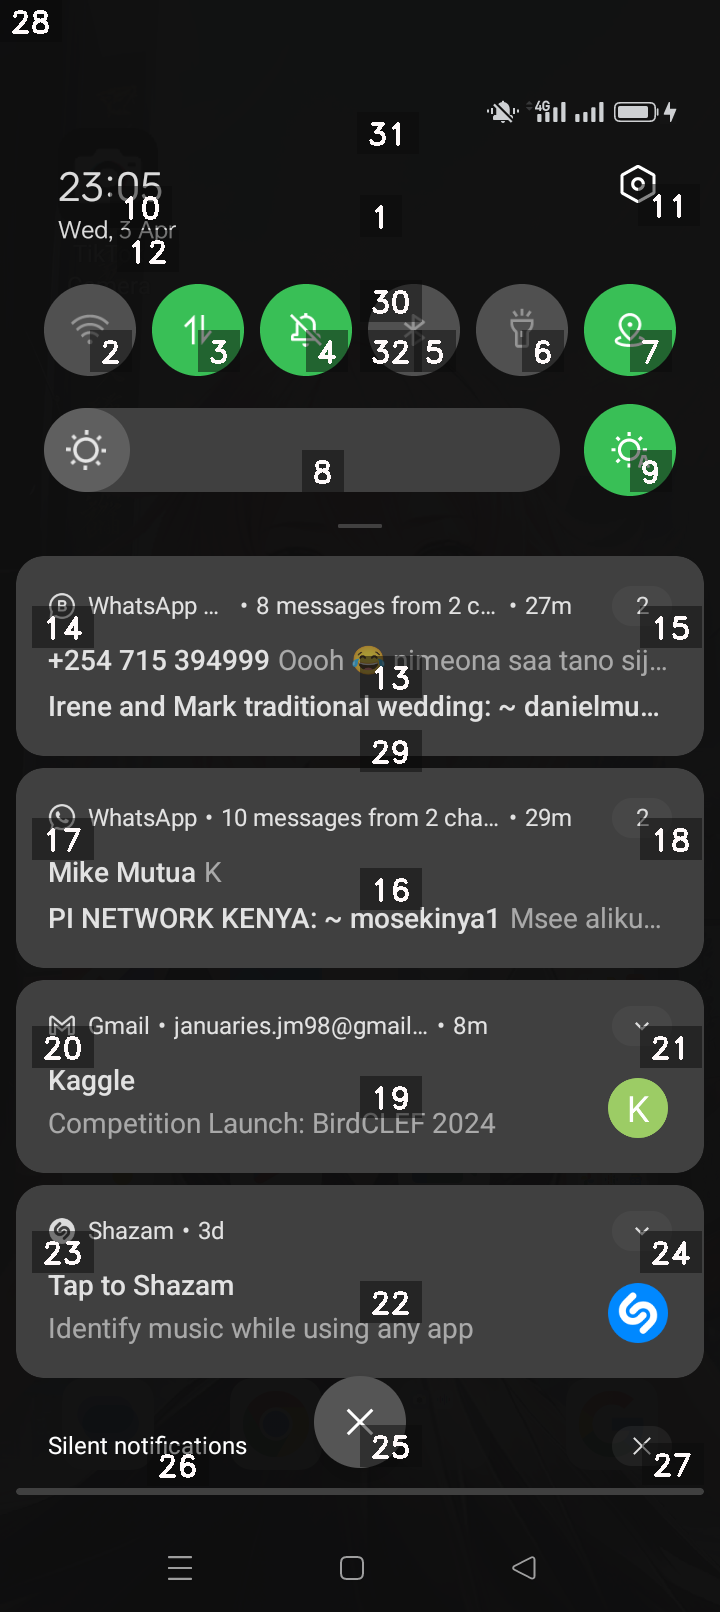 28
4G
31
23:05
10
1
11
Wed, 3 Apr
12
30
2
3
4
32
5
6
7
8
9
WhatsApp ... • 8 messages from 2 c... • 27m
2
14
15
+254 715 394999 Oooh 😂 nimeona saa tano sij...
13
Irene and Mark traditional wedding: ~ danielmu...
29
WhatsApp • 10 messages from 2 cha... • 29m
2
17
18
Mike Mutua K
16
PI NETWORK KENYA: ~ mosekinya1 Msee aliku...
Gmail • januaries.jm98@gmail... • 8m
20
21
Kaggle
19
K
Competition Launch: BirdCLEF 2024
Shazam • 3d
23
24
Tap to Shazam
22
Identify music while using any app
Silent notifications
25
26
27